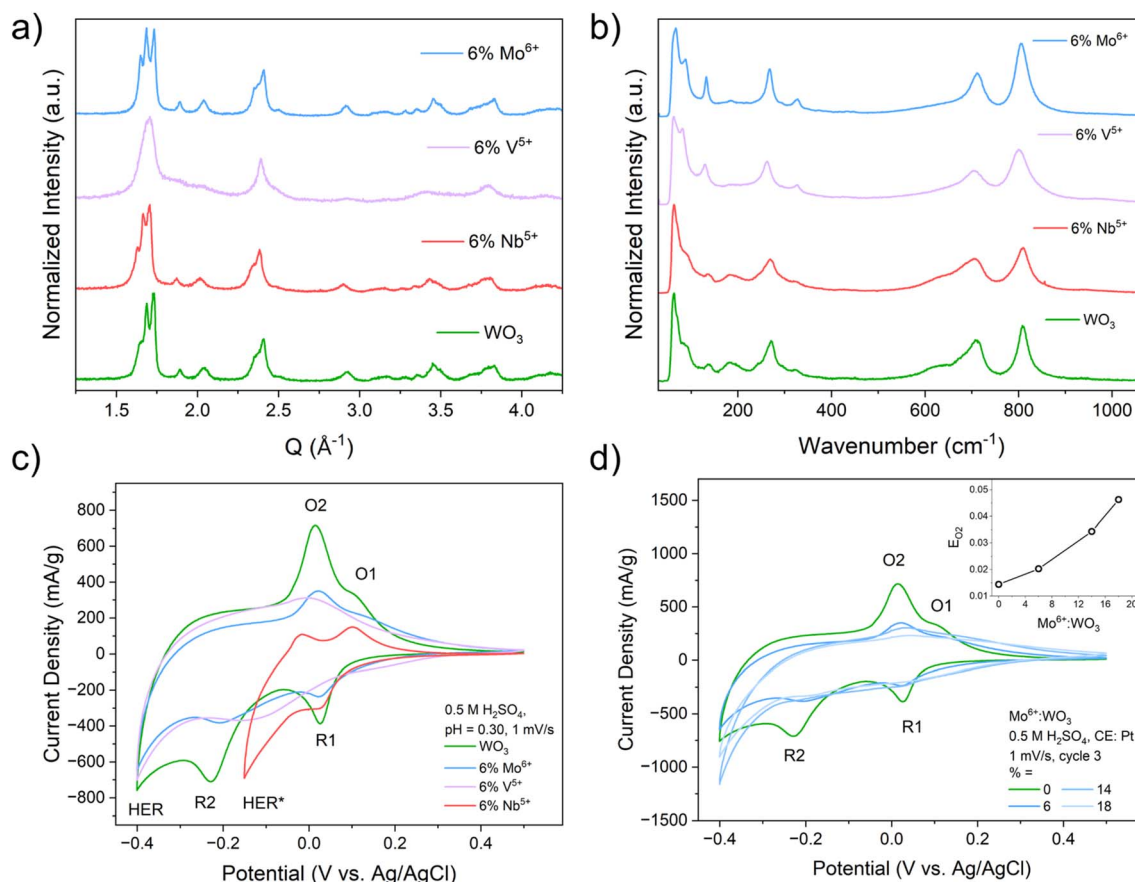 a)
Normalized Intensity (a.u.)
6% Mo⁶⁺
6% V⁵⁺
6% Nb⁵⁺
WO₃
1.5 2.0 2.5 3.0 3.5 4.0
Q (Å⁻¹)
b)
Normalized Intensity (a.u.)
6% Mo⁶⁺
6% V⁵⁺
6% Nb⁵⁺
WO₃
200 400 600 800 1000
Wavenumber (cm⁻¹)
c)
Current Density (mA/g)
800
600
400
200
0
−200
−400
−600
−800
O2
O1
R1
R2
HER
HER*
0.5 M H₂SO₄,
pH = 0.30, 1 mV/s
WO₃
6% Mo⁶⁺
6% V⁵⁺
6% Nb⁵⁺
−0.4 −0.2 0.0 0.2 0.4
Potential (V vs. Ag/AgCl)
d)
Current Density (mA/g)
1500
1000
500
0
−500
−1000
−1500
O2
O1
R1
R2
E_O2
0.05
0.04
0.03
0.02
0.01
0 4 8 12 16 20
Mo⁶⁺:WO₃
Mo⁶⁺:WO₃
0.5 M H₂SO₄, CE: Pt
1 mV/s, cycle 3
% =
0 14
6 18
−0.4 −0.2 0.0 0.2 0.4
Potential (V vs. Ag/AgCl)